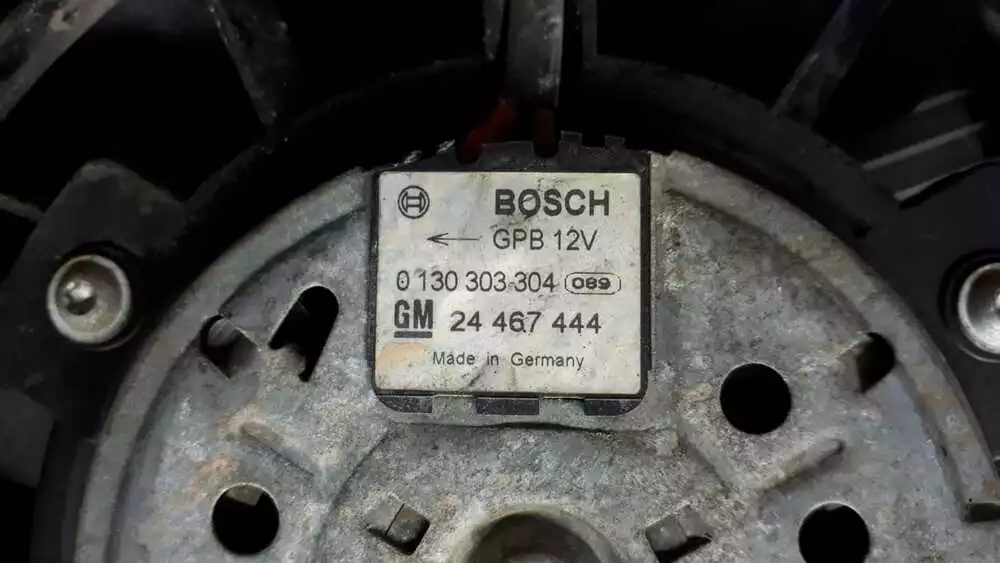 BOSCH
← GPB 12V
0 130 303 304 089
GM 24 467 444
Made in Germany